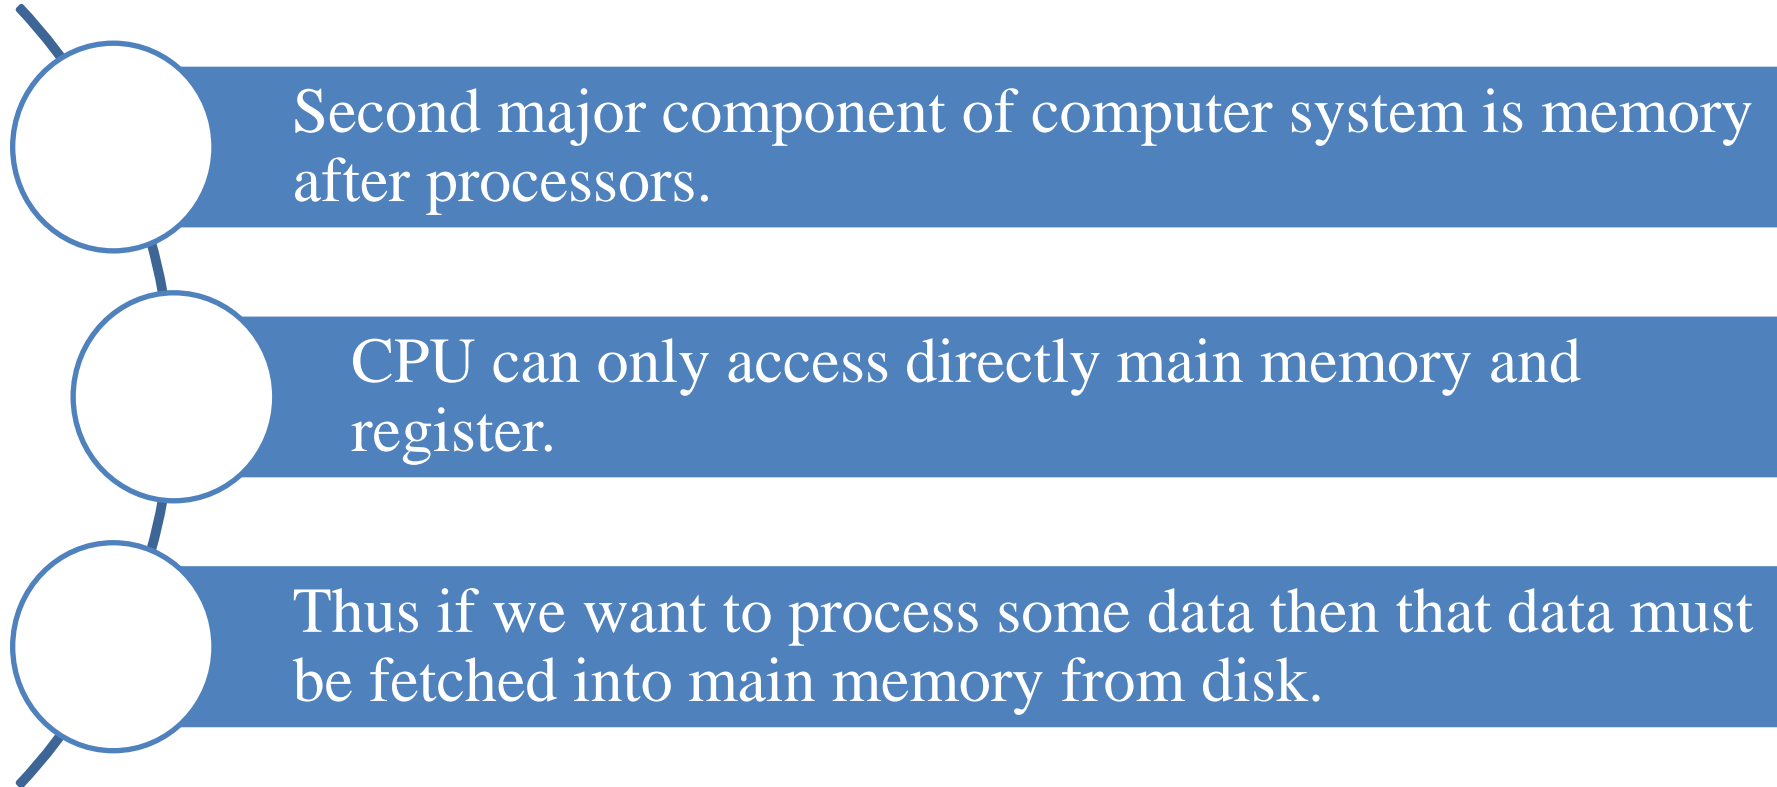 Second major component of computer system is memory
after processors.
CPU can only access directly main memory and
register.
Thus if we want to process some data then that data must
be fetched into main memory from disk.